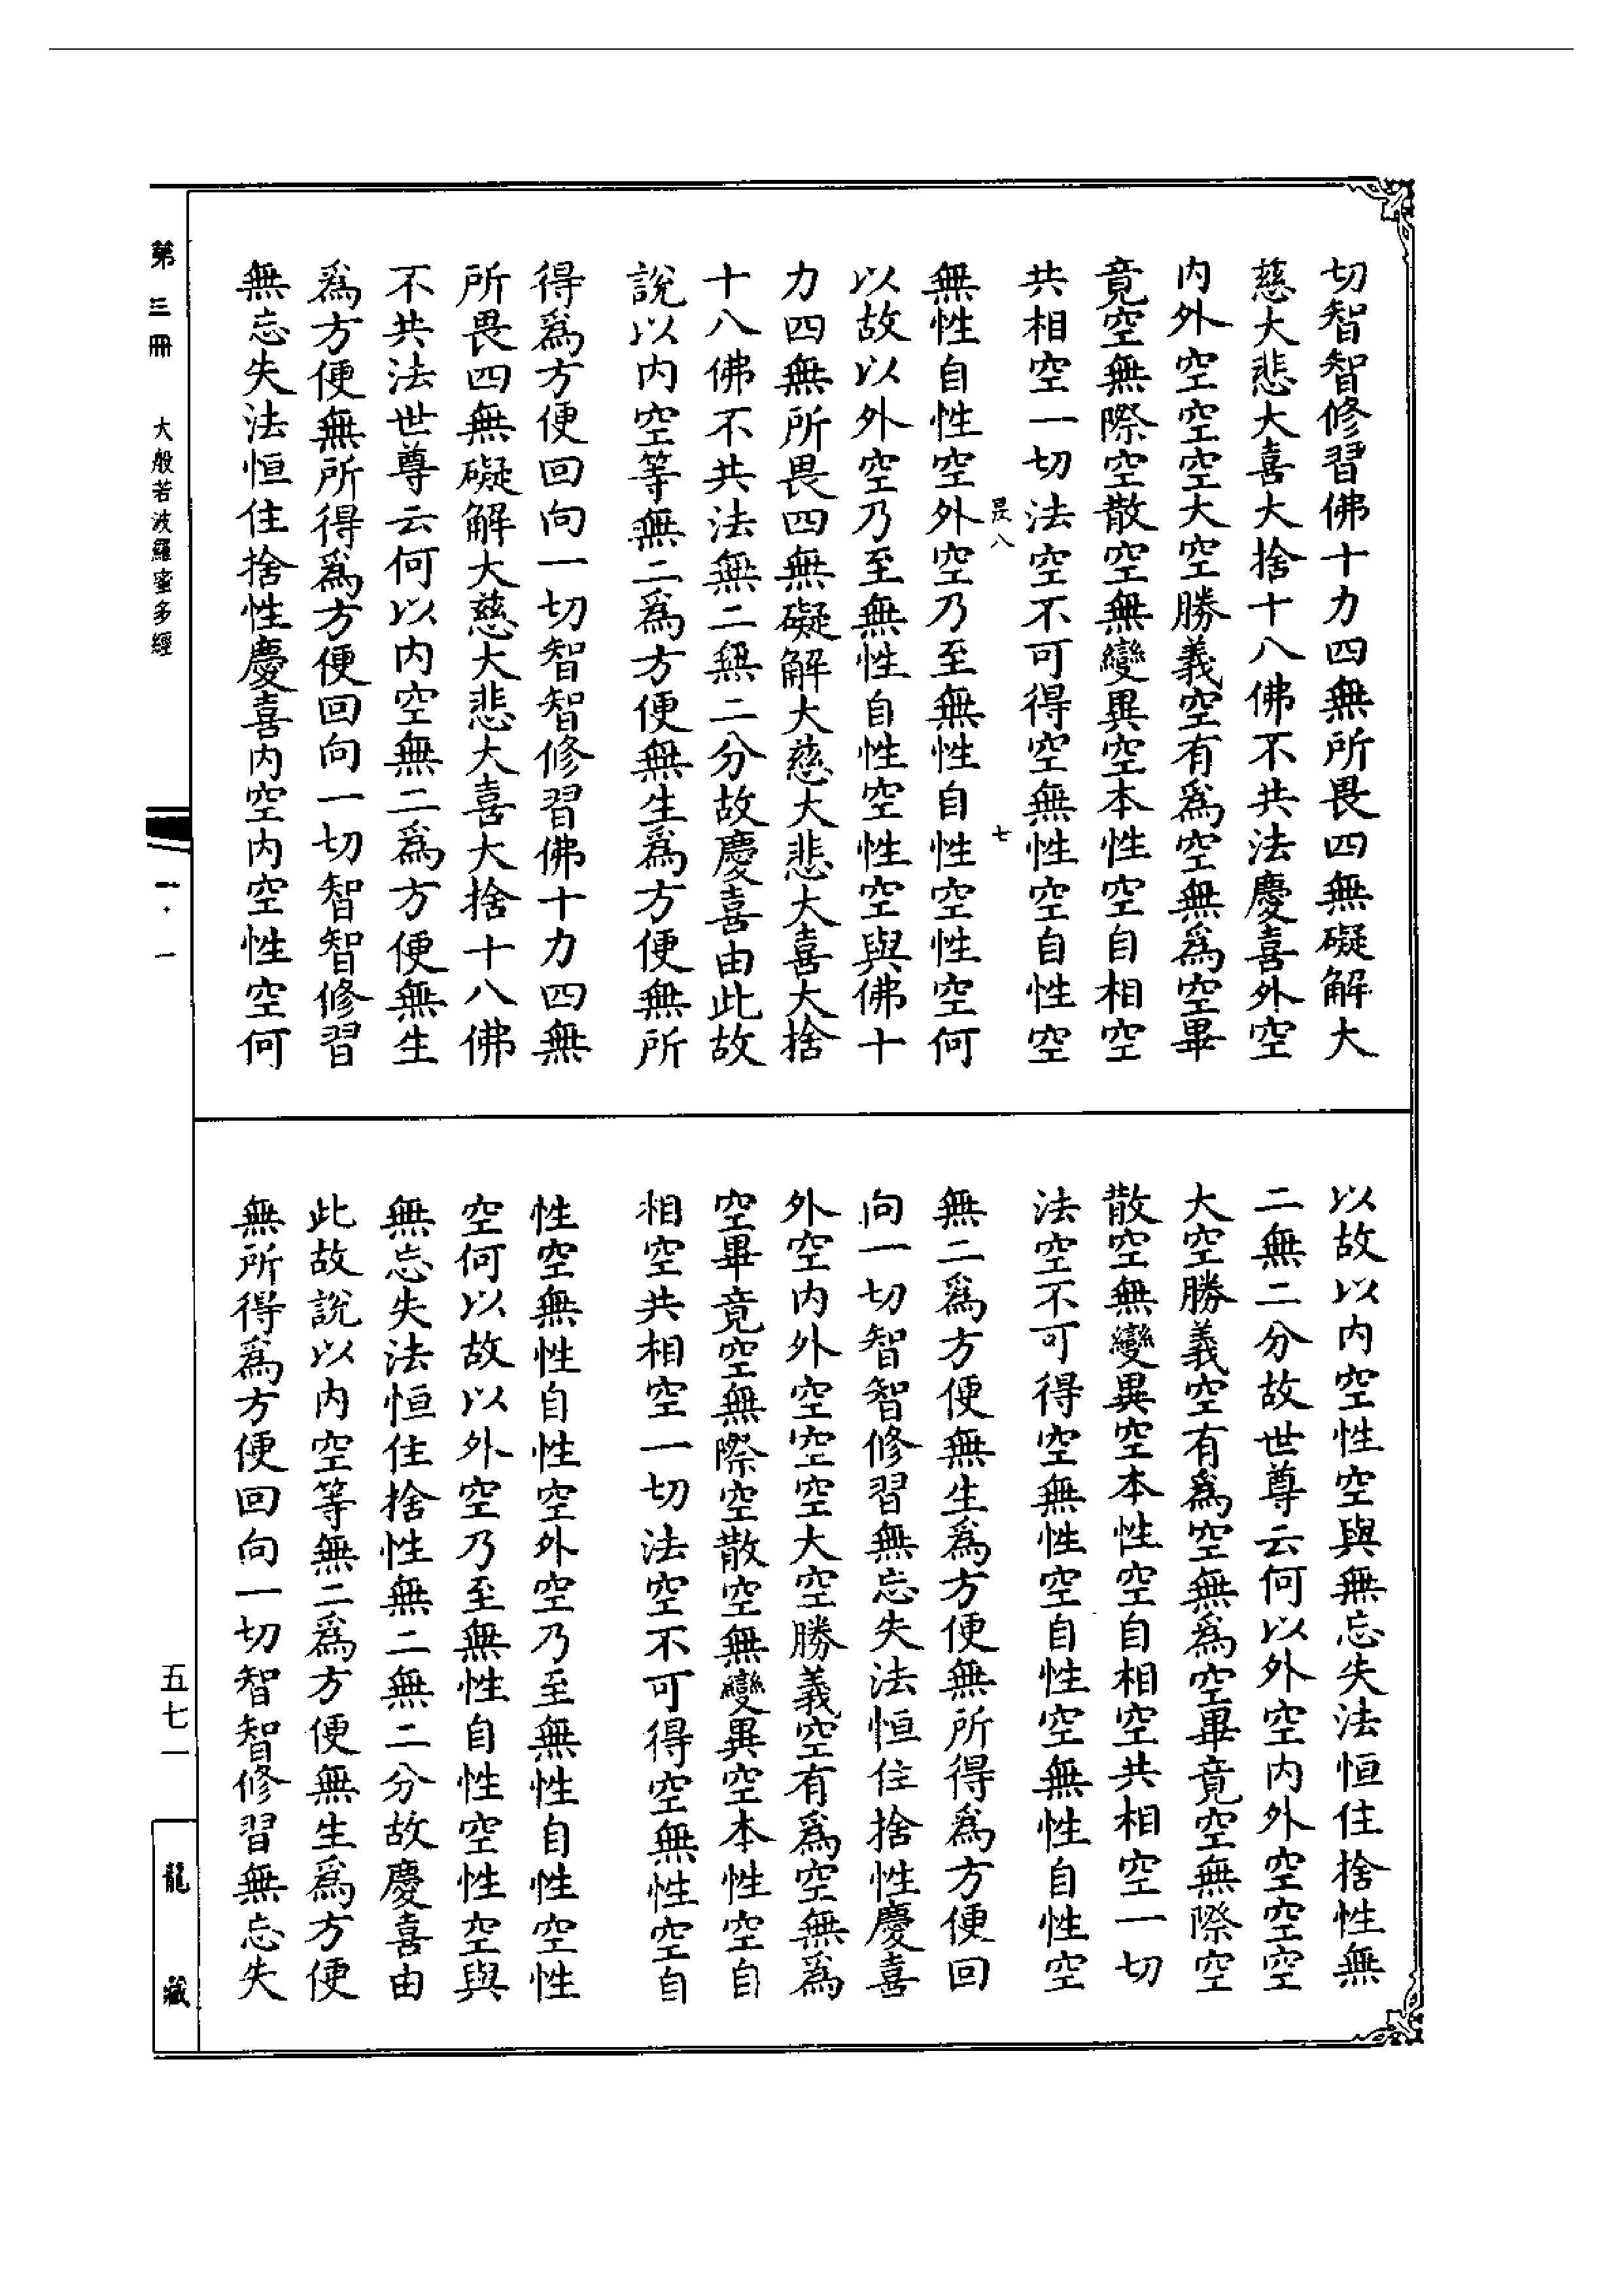 切智智修習佛十力四無所畏四無礙解大
慈大悲大喜大捨十八佛不共法慶喜外空
内外空空空大空勝義空有爲空無爲空畢
竟空無際空散空無變異空本性空自相空
共相空一切法空不可得空無性空自性空
無性自性空外空乃至無性自性空性空何
以故以外空乃至無性自性空性空與佛十
力四無所畏四無礙解大慈大悲大喜大捨
十八佛不共法無二無二分故慶喜由此故
說以内空等無二爲方便無生爲方便無所
得爲方便回向一切智智修習佛十力四無
所畏四無礙解大慈大悲大喜大捨十八佛
不共法世尊云何以内空無二爲方便無生
爲方便無所得爲方便回向一切智智修習
無忘失法恒住捨性慶喜内空内空性空何
以故以内空性空與無忘失法恒住捨性無
二無二分故世尊云何以外空内外空空空
大空勝義空有爲空無爲空畢竟空無際空
散空無變異空本性空自相空共相空一切
法空不可得空無性空自性空無性自性空
無二爲方便無生爲方便無所得爲方便回
向一切智智修習無忘失法恒住捨性慶喜
外空内外空空空大空勝義空有爲空無爲
空畢竟空無際空散空無變異空本性空自
相空共相空一切法空不可得空無性空自
性空無性自性空外空乃至無性自性空性
空何以故以外空乃至無性自性空性空與
無忘失法恒住捨性無二無二分故慶喜由
此故說以内空等無二爲方便無生爲方便
無所得爲方便回向一切智智修習無忘失
第三冊 大般若波羅蜜多經
五七一
龍藏